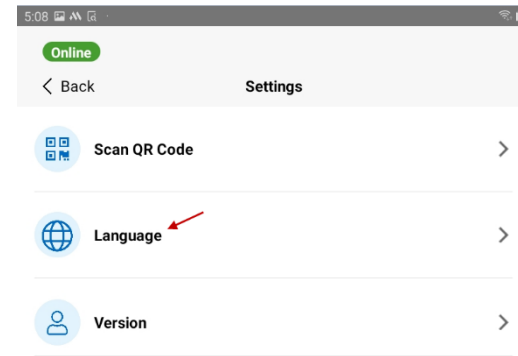 5:08
Online
Back
Settings
Scan QR Code
Language
Version